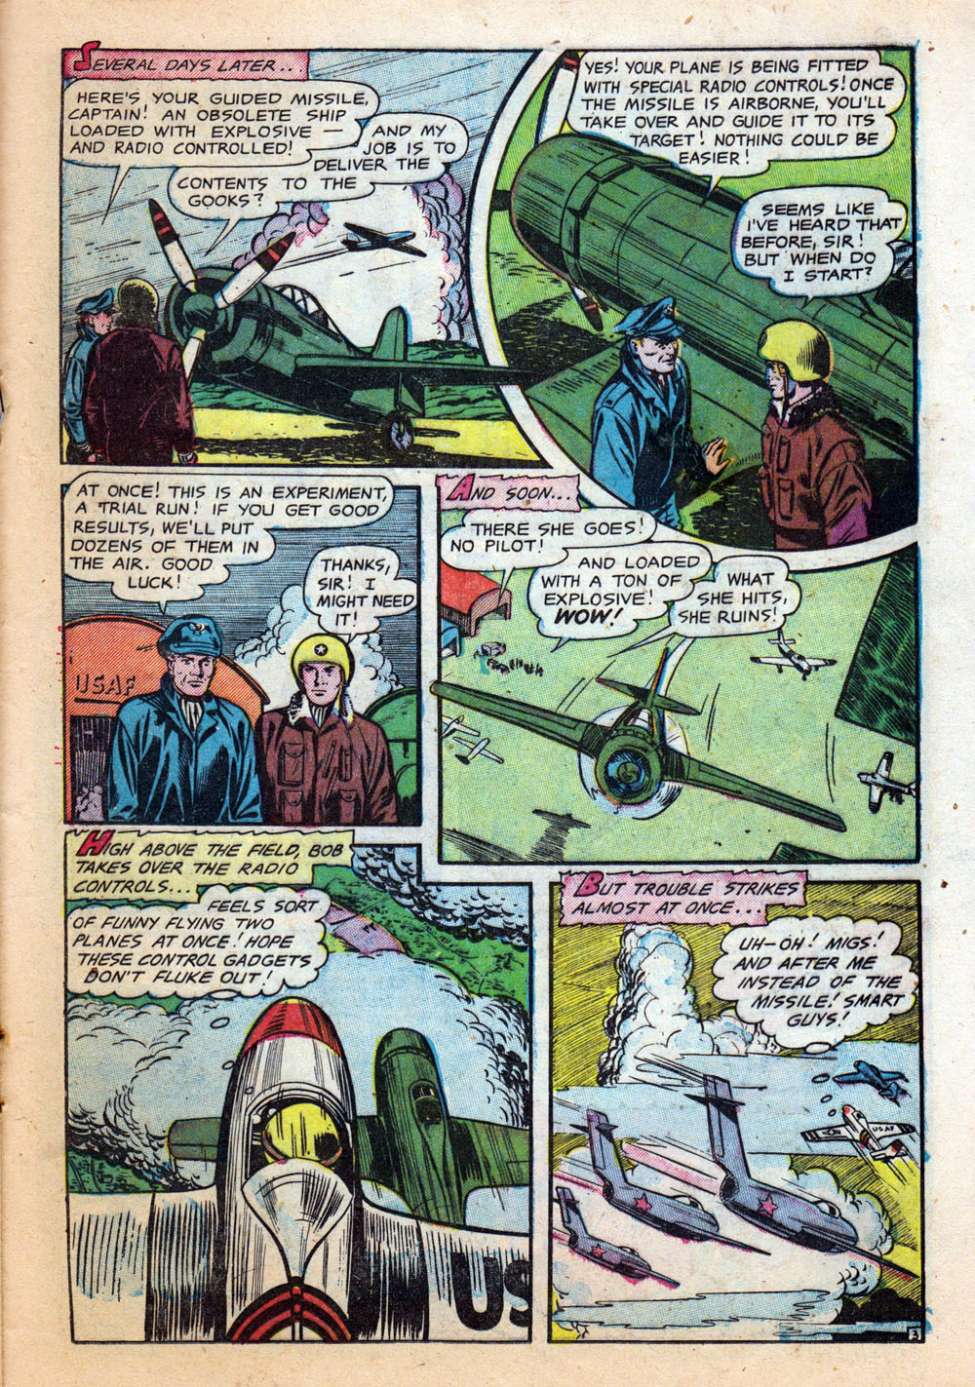 SEVERAL DAYS LATER...
HERE'S YOUR GUIDED MISSILE,
CAPTAIN! AN OBSOLETE SHIP
LOADED WITH EXPLOSIVE —
AND RADIO CONTROLLED!
AND MY
JOB IS TO
DELIVER THE
CONTENTS TO THE
GOOKS?
YES! YOUR PLANE IS BEING FITTED
WITH SPECIAL RADIO CONTROLS! ONCE
THE MISSILE IS AIRBORNE, YOU'LL
TAKE OVER AND GUIDE IT TO ITS
TARGET! NOTHING COULD BE
EASIER!
SEEMS LIKE
I'VE HEARD THAT
BEFORE, SIR!
BUT WHEN DO
I START?
AT ONCE! THIS IS AN EXPERIMENT,
A TRIAL RUN! IF YOU GET GOOD
RESULTS, WE'LL PUT
DOZENS OF THEM IN
THE AIR. GOOD
LUCK!
THANKS,
SIR! I
MIGHT NEED
IT!
USAF
AND SOON...
THERE SHE GOES!
NO PILOT!
AND LOADED
WITH A TON OF
EXPLOSIVE!
WOW!
WHAT
SHE HITS,
SHE RUINS!
HIGH ABOVE THE FIELD, BOB
TAKES OVER THE RADIO
CONTROLS...
FEELS SORT
OF FUNNY FLYING TWO
PLANES AT ONCE! HOPE
THESE CONTROL GADGETS
DON'T FLUKE OUT!
US
BUT TROUBLE STRIKES
ALMOST AT ONCE...
UH-OH! MIGS!
AND AFTER ME
INSTEAD OF THE
MISSILE! SMART
GUYS!
USAF
3